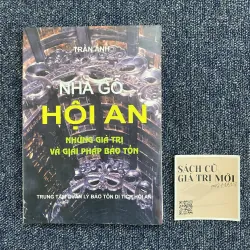 TRẦN ÁNH
NHÀ GỖ
HỘI AN
NHỮNG GIÁ TRỊ
VÀ GIẢI PHÁP BẢO TỒN
TRUNG TÂM QUẢN LÝ BẢO TỒN DI TÍCH HỘI AN
SÁCH CŨ
GIÁ TRỊ MỚI